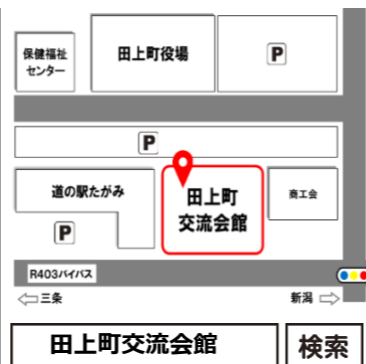 保健福祉
センター
田上町役場
P
P
道の駅たがみ
P
田上町
交流会館
商工会
R403バイパス
⇦三条
新潟⇨
田上町交流会館
検索